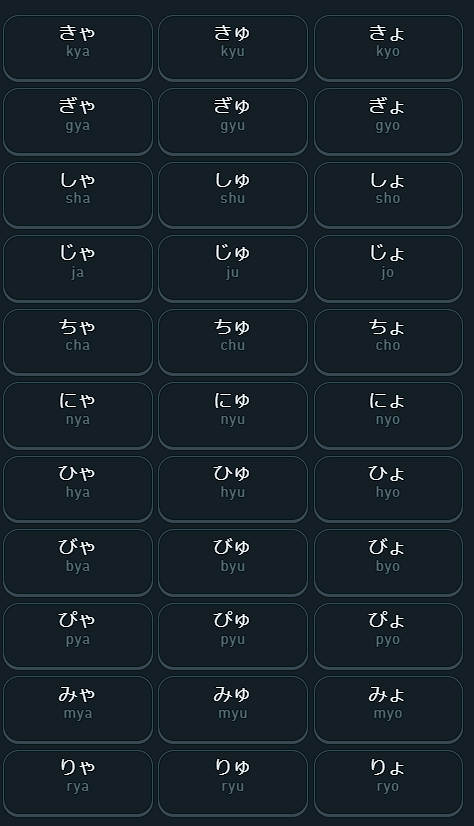 きゃ きゅ きょ
kya kyu kyo
ぎゃ ぎゅ ぎょ
gya gyu gyo
しゃ しゅ しょ
sha shu sho
じゃ じゅ じょ
ja ju jo
ちゃ ちゅ ちょ
cha chu cho
にゃ にゅ にょ
nya nyu nyo
ひゃ ひゅ ひょ
hya hyu hyo
びゃ びゅ びょ
bya byu byo
ぴゃ ぴゅ ぴょ
pya pyu pyo
みゃ みゅ みょ
mya myu myo
りゃ りゅ りょ
rya ryu ryo